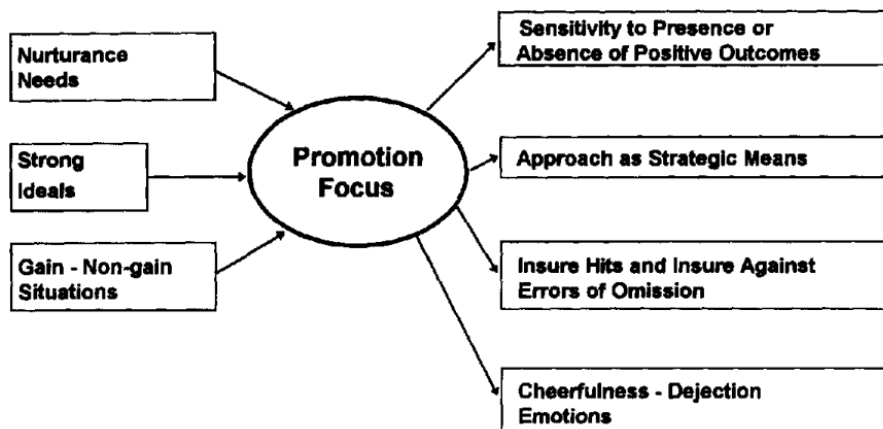 Nurturance
Needs
Strong
Ideals
Gain - Non-gain
Situations
Promotion
Focus
Sensitivity to Presence or
Absence of Positive Outcomes
Approach as Strategic Means
Insure Hits and Insure Against
Errors of Omission
Cheerfulness - Dejection
Emotions